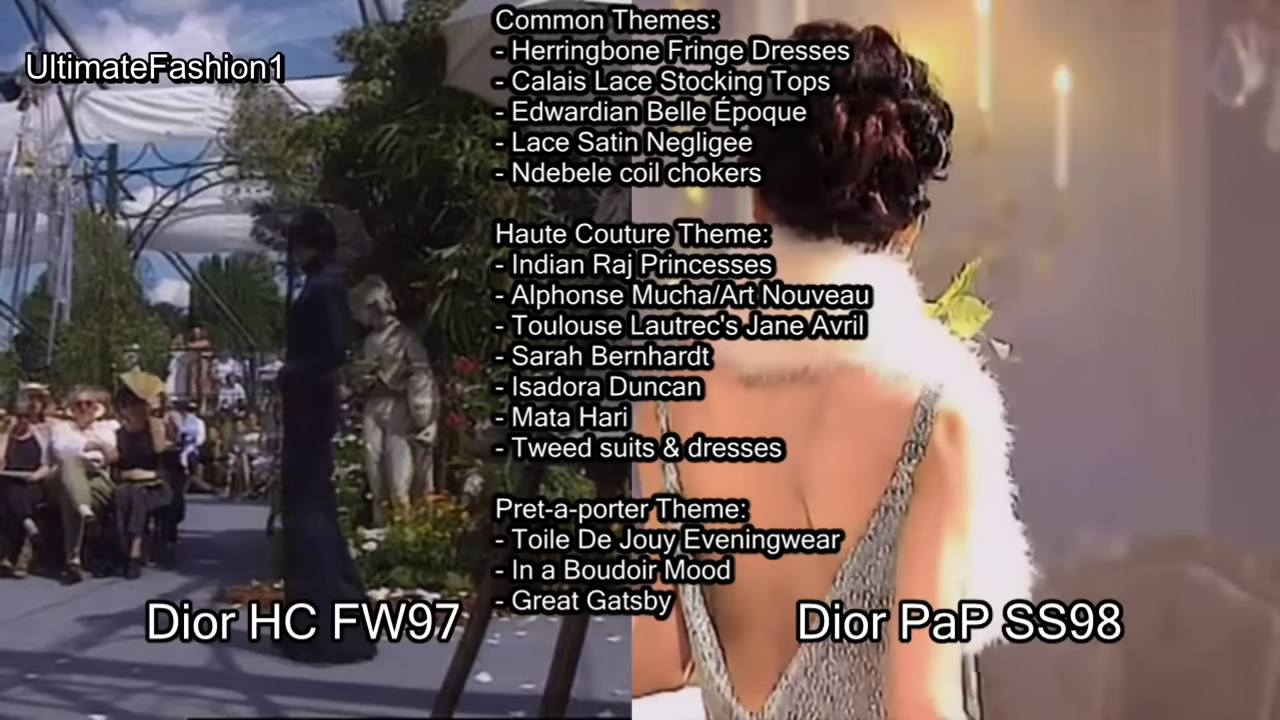 UltimateFashion1
Common Themes:
- Herringbone Fringe Dresses
- Calais Lace Stocking Tops
- Edwardian Belle Époque
- Lace Satin Negligee
- Ndebele coil chokers
Haute Couture Theme:
- Indian Raj Princesses
- Alphonse Mucha/Art Nouveau
- Toulouse Lautrec's Jane Avril
- Sarah Bernhardt
- Isadora Duncan
- Mata Hari
- Tweed suits & dresses
Pret-a-porter Theme:
- Toile De Jouy Eveningwear
- In a Boudoir Mood
- Great Gatsby
Dior HC FW97
Dior PaP SS98